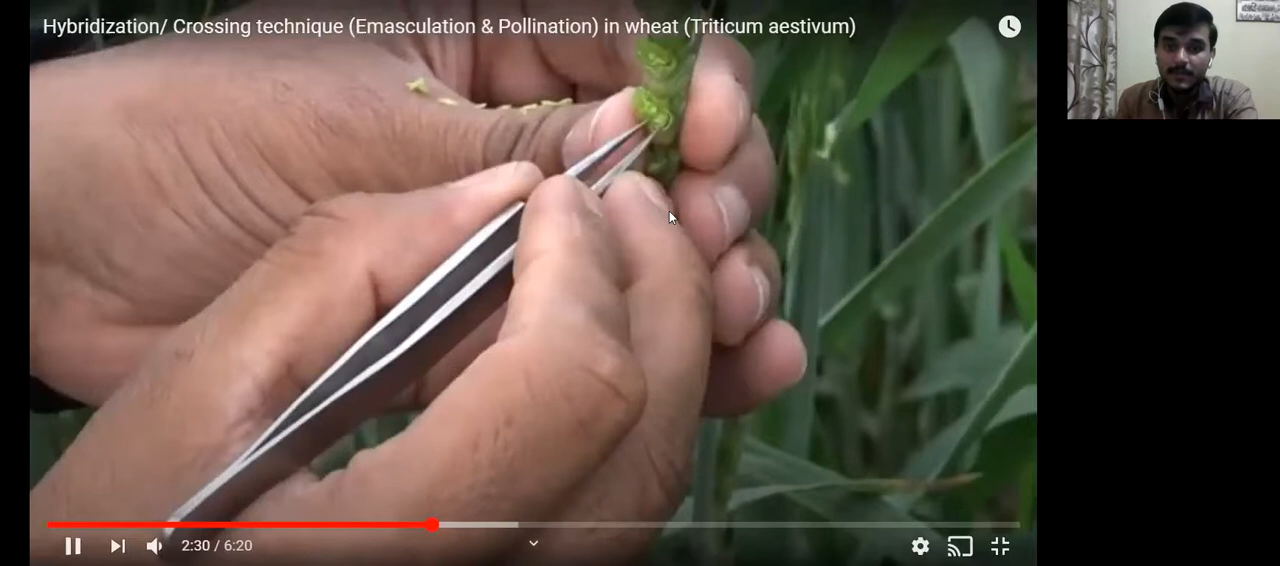 Hybridization/ Crossing technique (Emasculation & Pollination) in wheat (Triticum aestivum)
2:30 / 6:20